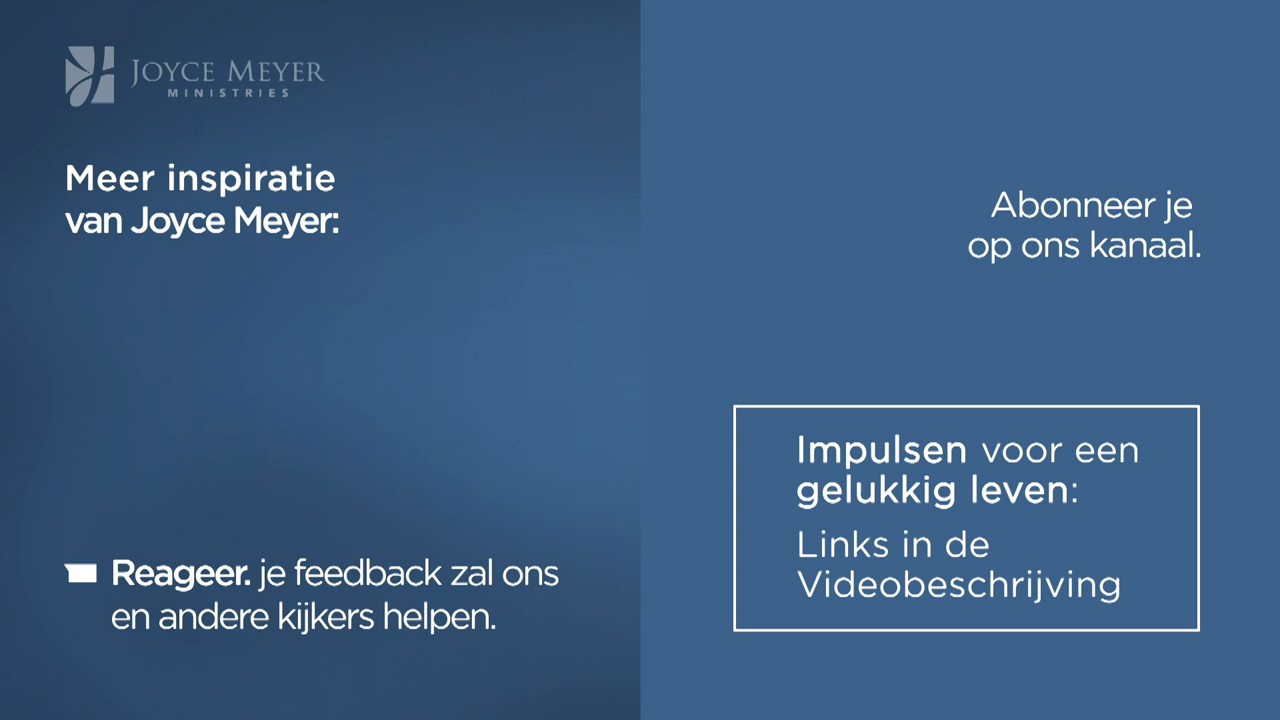 JOYCE MEYER
MINISTRIES
Meer inspiratie
van Joyce Meyer:
Abonneer je
op ons kanaal.
Impulsen voor een
gelukkig leven:
Links in de
Videobeschrijving
Reageer. je feedback zal ons
en andere kijkers helpen.